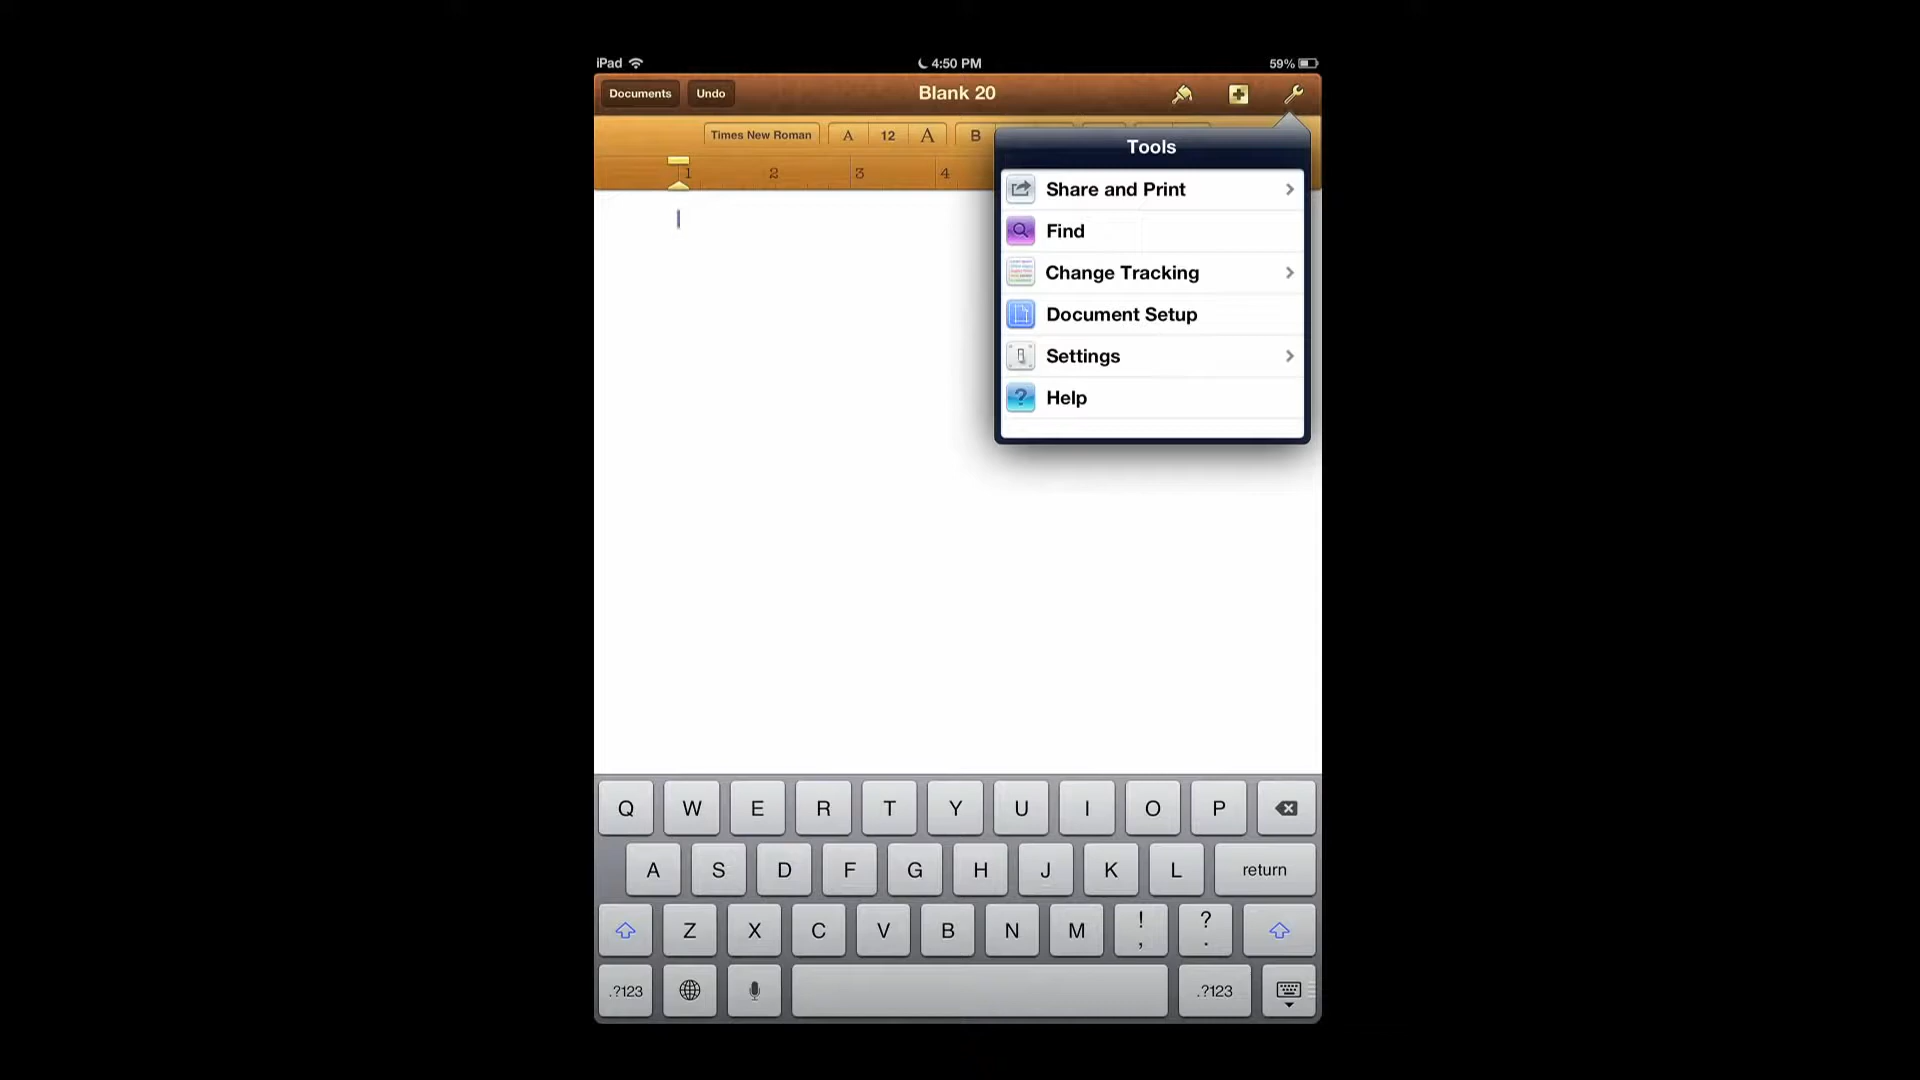 iPad 4:50 PM 59%
Documents Undo Blank 20
Times New Roman A 12 A B
1 2 3 4
Tools
Share and Print
Find
Change Tracking
Document Setup
Settings
? Help
Q W E R T Y U I O P
A S D F G H J K L return
Z X C V B N M ! , ? .
.?123 .?123